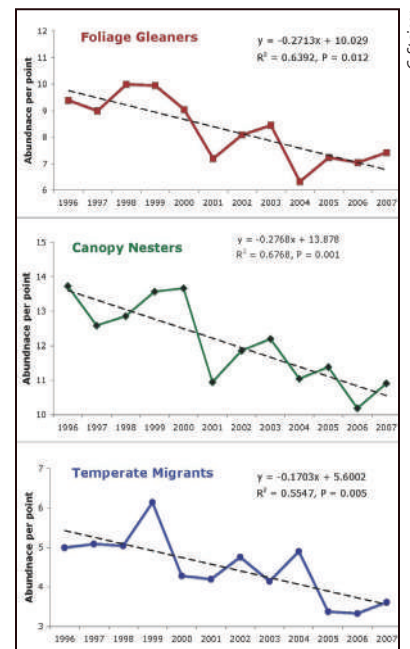 Foliage Gleaners
y = -0.2713x + 10.029
R² = 0.6392, P = 0.012
Abundnace per point
12
11
10
9
8
7
6
1996 1997 1998 1999 2000 2001 2002 2003 2004 2005 2006 2007
Canopy Nesters
y = -0.2768x + 13.878
R² = 0.6768, P = 0.001
Abundnace per point
15
14
13
12
11
10
1996 1997 1998 1999 2000 2001 2002 2003 2004 2005 2006 2007
Temperate Migrants
y = -0.1703x + 5.6002
R² = 0.5547, P = 0.005
Abundnace per point
7
6
5
4
3
1996 1997 1998 1999 2000 2001 2002 2003 2004 2005 2006 2007